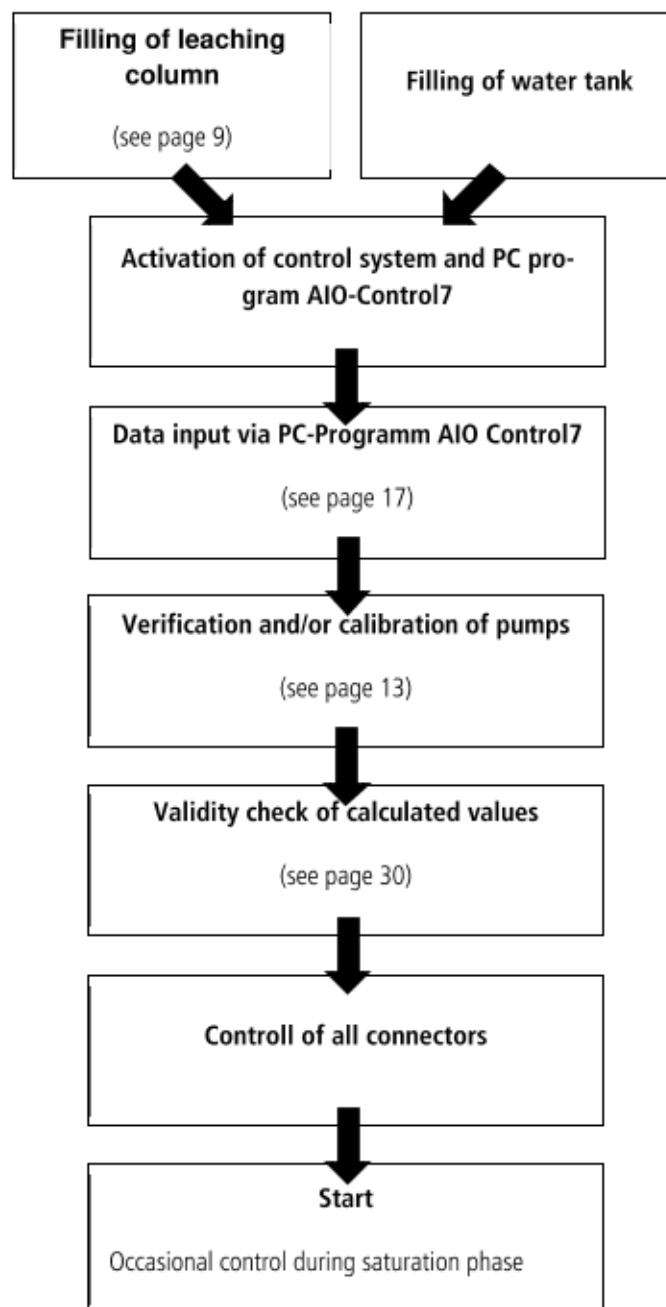 Filling of leaching
column
(see page 9)
Filling of water tank
Activation of control system and PC pro-
gram AIO-Control7
Data input via PC-Programm AIO Control7
(see page 17)
Verification and/or calibration of pumps
(see page 13)
Validity check of calculated values
(see page 30)
Controll of all connectors
Start
Occasional control during saturation phase